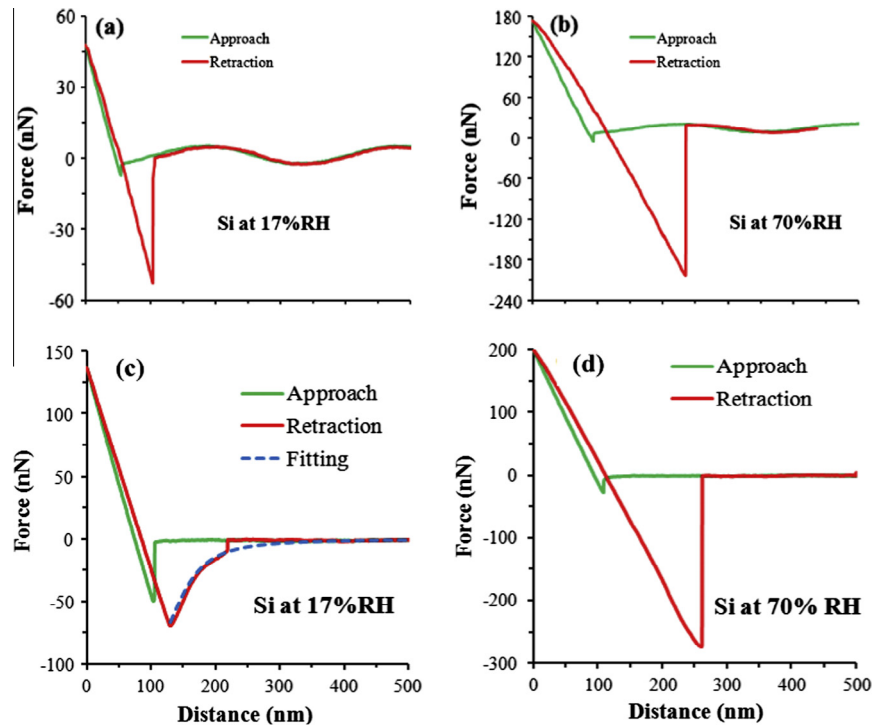 (a)
Approach
Retraction
Force (nN)
60
30
0
-30
-60
Si at 17%RH
(b)
Approach
Retraction
Force (nN)
180
120
60
0
-60
-120
-180
-240
Si at 70%RH
(c)
Approach
Retraction
Fitting
Force (nN)
150
100
50
0
-50
-100
Si at 17%RH
0 100 200 300 400 500
Distance (nm)
(d)
Approach
Retraction
Force (nN)
200
100
0
-100
-200
-300
Si at 70% RH
0 100 200 300 400 500
Distance (nm)